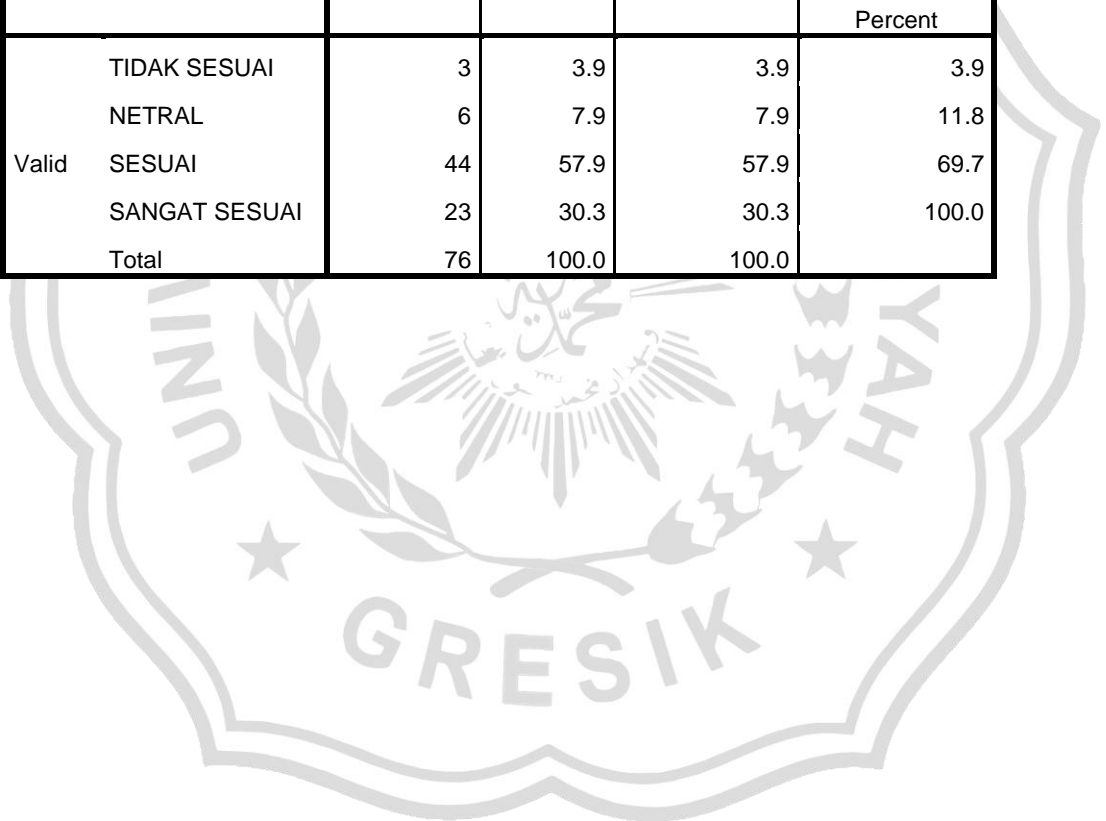 Percent
TIDAK SESUAI 3 3.9 3.9 3.9
NETRAL 6 7.9 7.9 11.8
Valid SESUAI 44 57.9 57.9 69.7
SANGAT SESUAI 23 30.3 30.3 100.0
Total 76 100.0 100.0
UNI
YAH
GRESIK